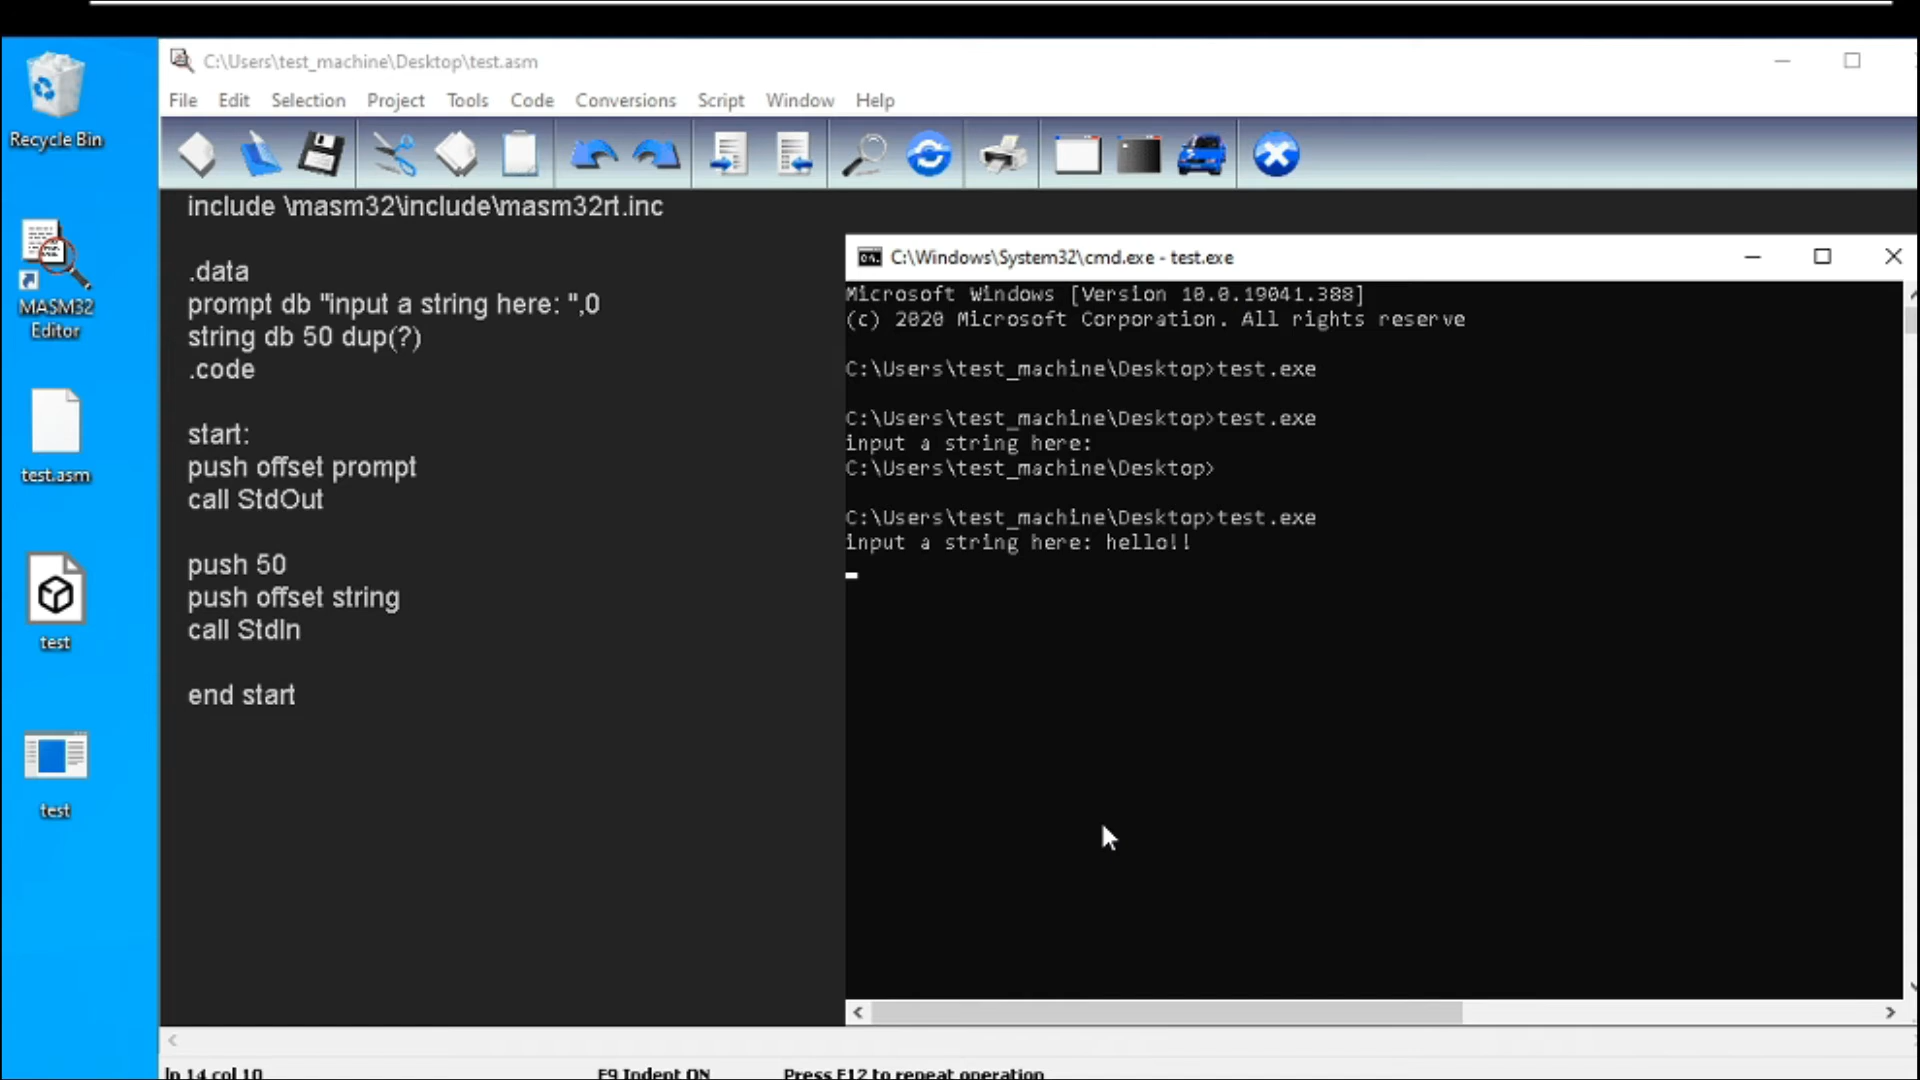 C:\Users\test_machine\Desktop\test.asm
File Edit Selection Project Tools Code Conversions Script Window Help
Recycle Bin
MASM32
Editor
test.asm
test
test
include \masm32\include\masm32rt.inc
.data
prompt db "input a string here: ",0
string db 50 dup(?)
.code
start:
push offset prompt
call StdOut
push 50
push offset string
call StdIn
end start
C:\Windows\System32\cmd.exe - test.exe
Microsoft Windows [Version 10.0.19041.388]
(c) 2020 Microsoft Corporation. All rights reserve
C:\Users\test_machine\Desktop>test.exe
C:\Users\test_machine\Desktop>test.exe
input a string here:
C:\Users\test_machine\Desktop>
C:\Users\test_machine\Desktop>test.exe
input a string here: hello!!
ln 14 col 10 F9 Indent ON Press F12 to repeat operation